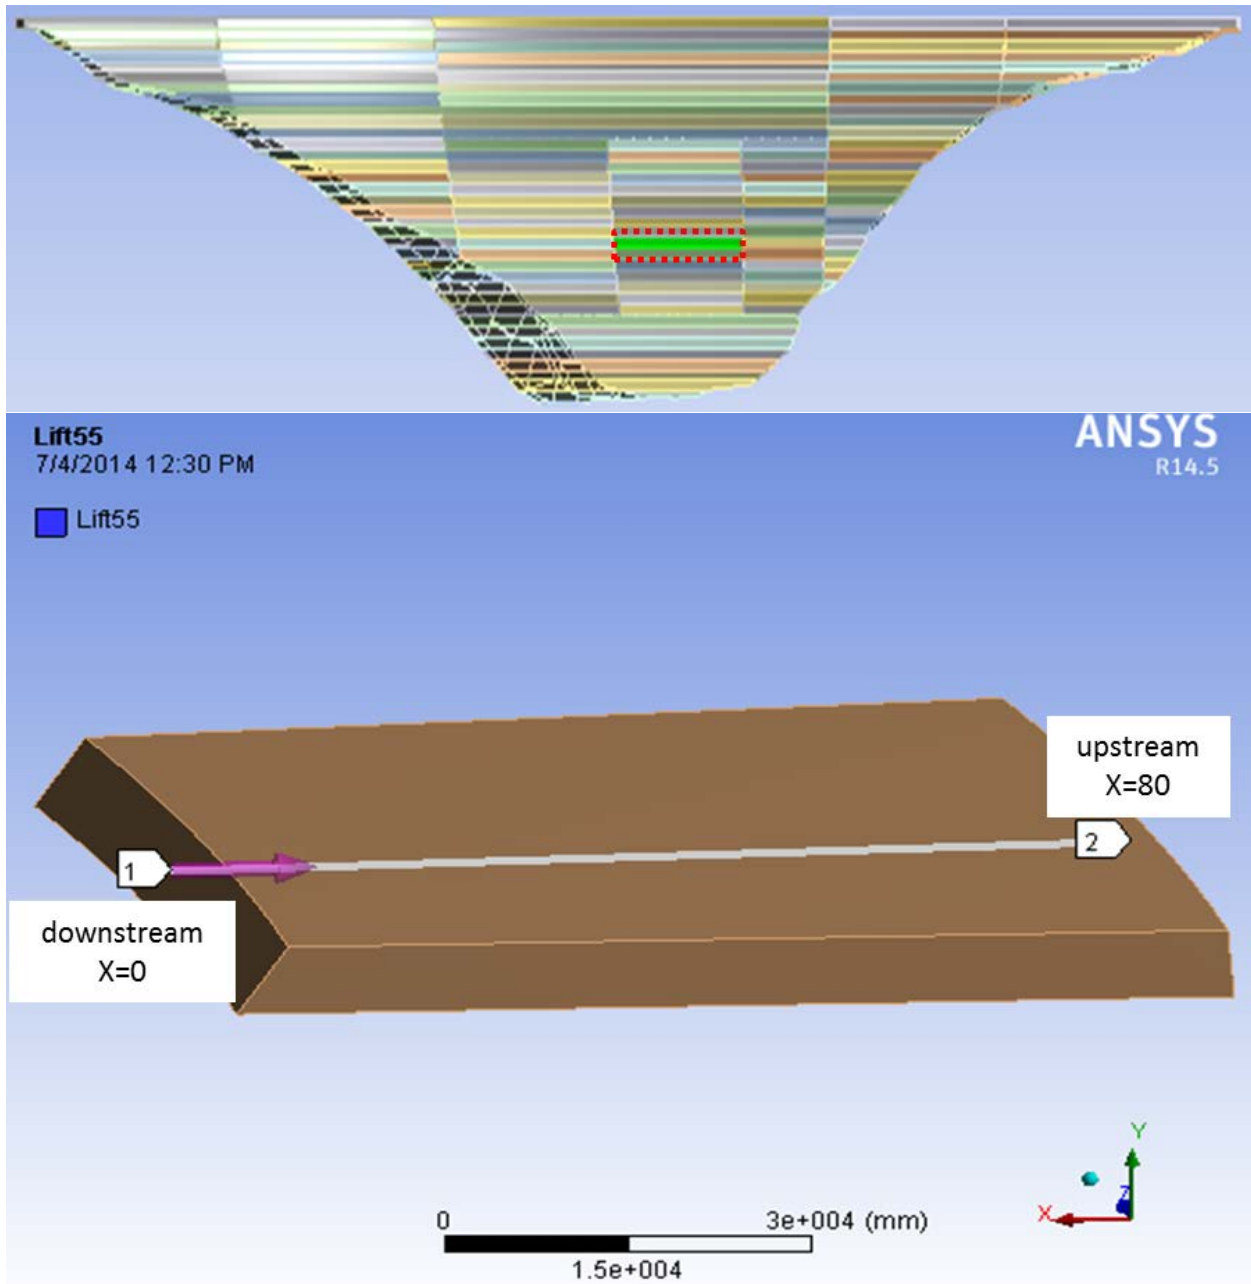 Lift55
7/4/2014 12:30 PM
ANSYS
R14.5
Lift55
upstream
X=80
2
1
downstream
X=0
Y
Z
X
0
3e+004 (mm)
1.5e+004